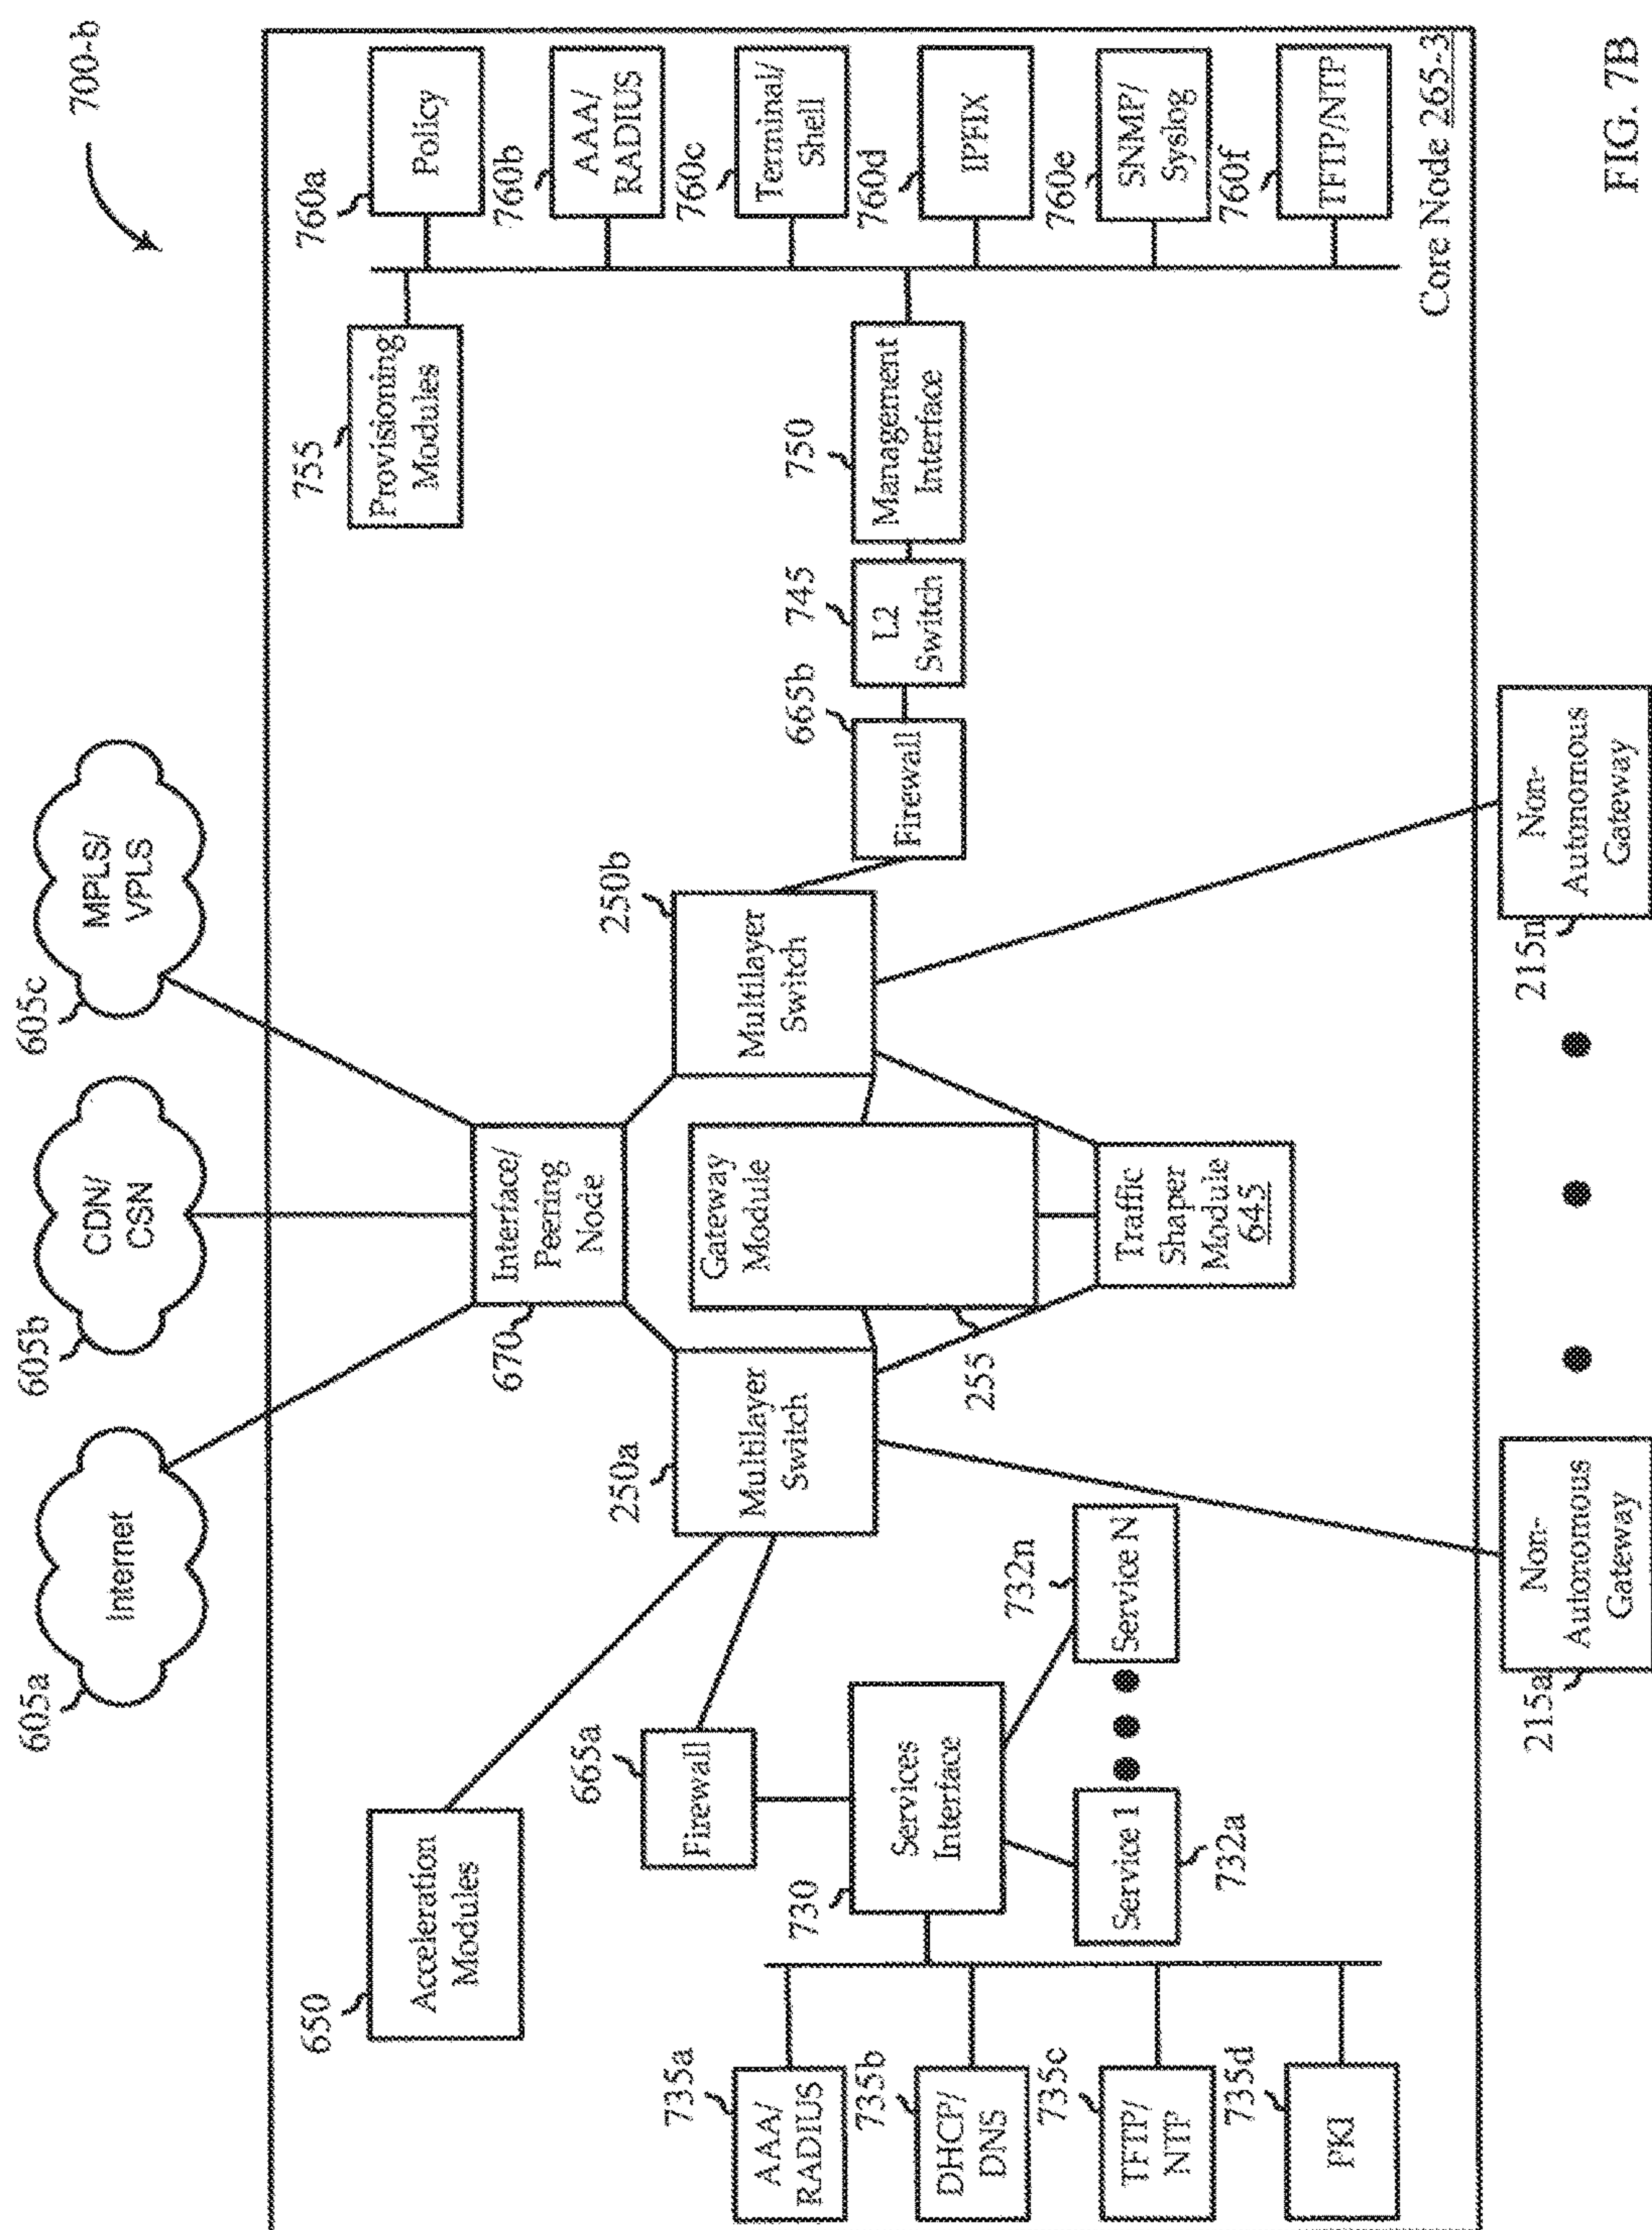 700-b
605a
Internet
605b
CDN/
CSN
605c
MPLS/
VPLS
650
Acceleration
Modules
670
Interface/
Peering
Node
755
Provisioning
Modules
760a
Policy
760b
AAA/
RADIUS
760c
Terminal/
Shell
760d
IPFIX
760e
SNMP/
Syslog
760f
TFTP/NTP
250a
Multilayer
Switch
Gateway
Module
255
250b
Multilayer
Switch
665a
Firewall
665b
Firewall
745
L2
Switch
750
Management
Interface
730
Services
Interface
735a
AAA/
RADIUS
735b
DHCP/
DNS
735c
TFTP/
NTP
735d
PKI
Service 1
732a
732n
Service N
Traffic
Shaper
Module
645
Core Node 265-3
215a
Non-
Autonomous
Gateway
215n
Non-
Autonomous
Gateway
FIG. 7B